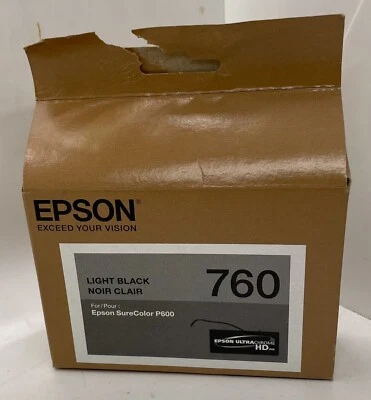 EPSON®
EXCEED YOUR VISION
LIGHT BLACK
NOIR CLAIR
760
For/Pour:
Epson SureColor P600
EPSON ULTRACHROME
HD